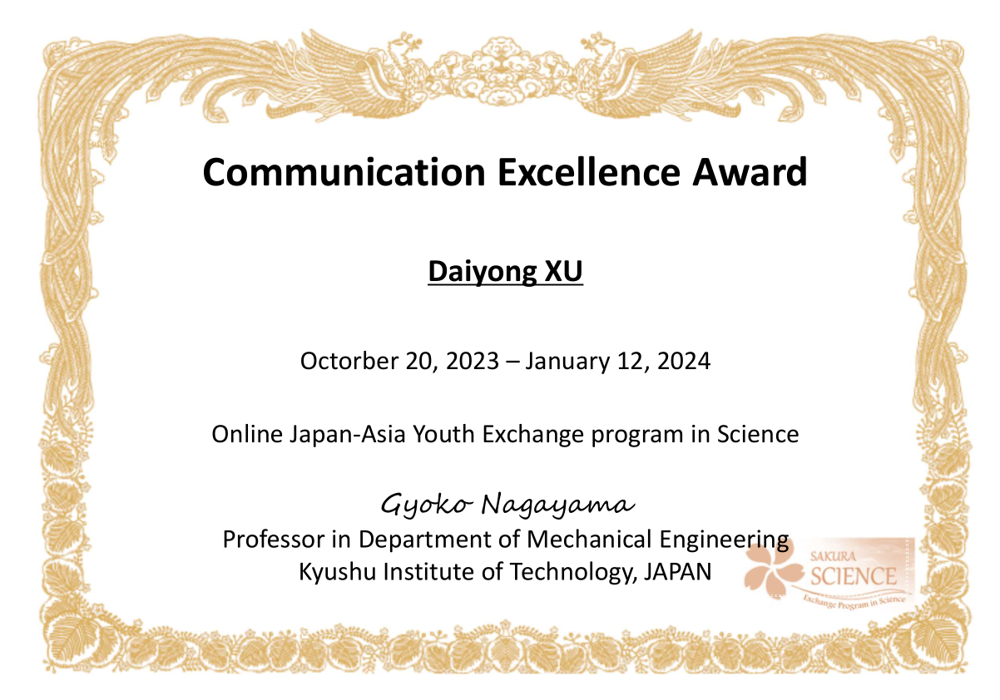 Communication Excellence Award
Daiyong XU
Octorber 20, 2023 – January 12, 2024
Online Japan-Asia Youth Exchange program in Science
Gyoko Nagayama
Professor in Department of Mechanical Engineering
Kyushu Institute of Technology, JAPAN
SAKURA
SCIENCE
Exchange Program in Science